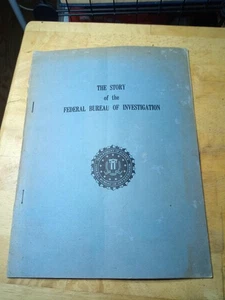 THE STORY
of the
FEDERAL BUREAU OF INVESTIGATION